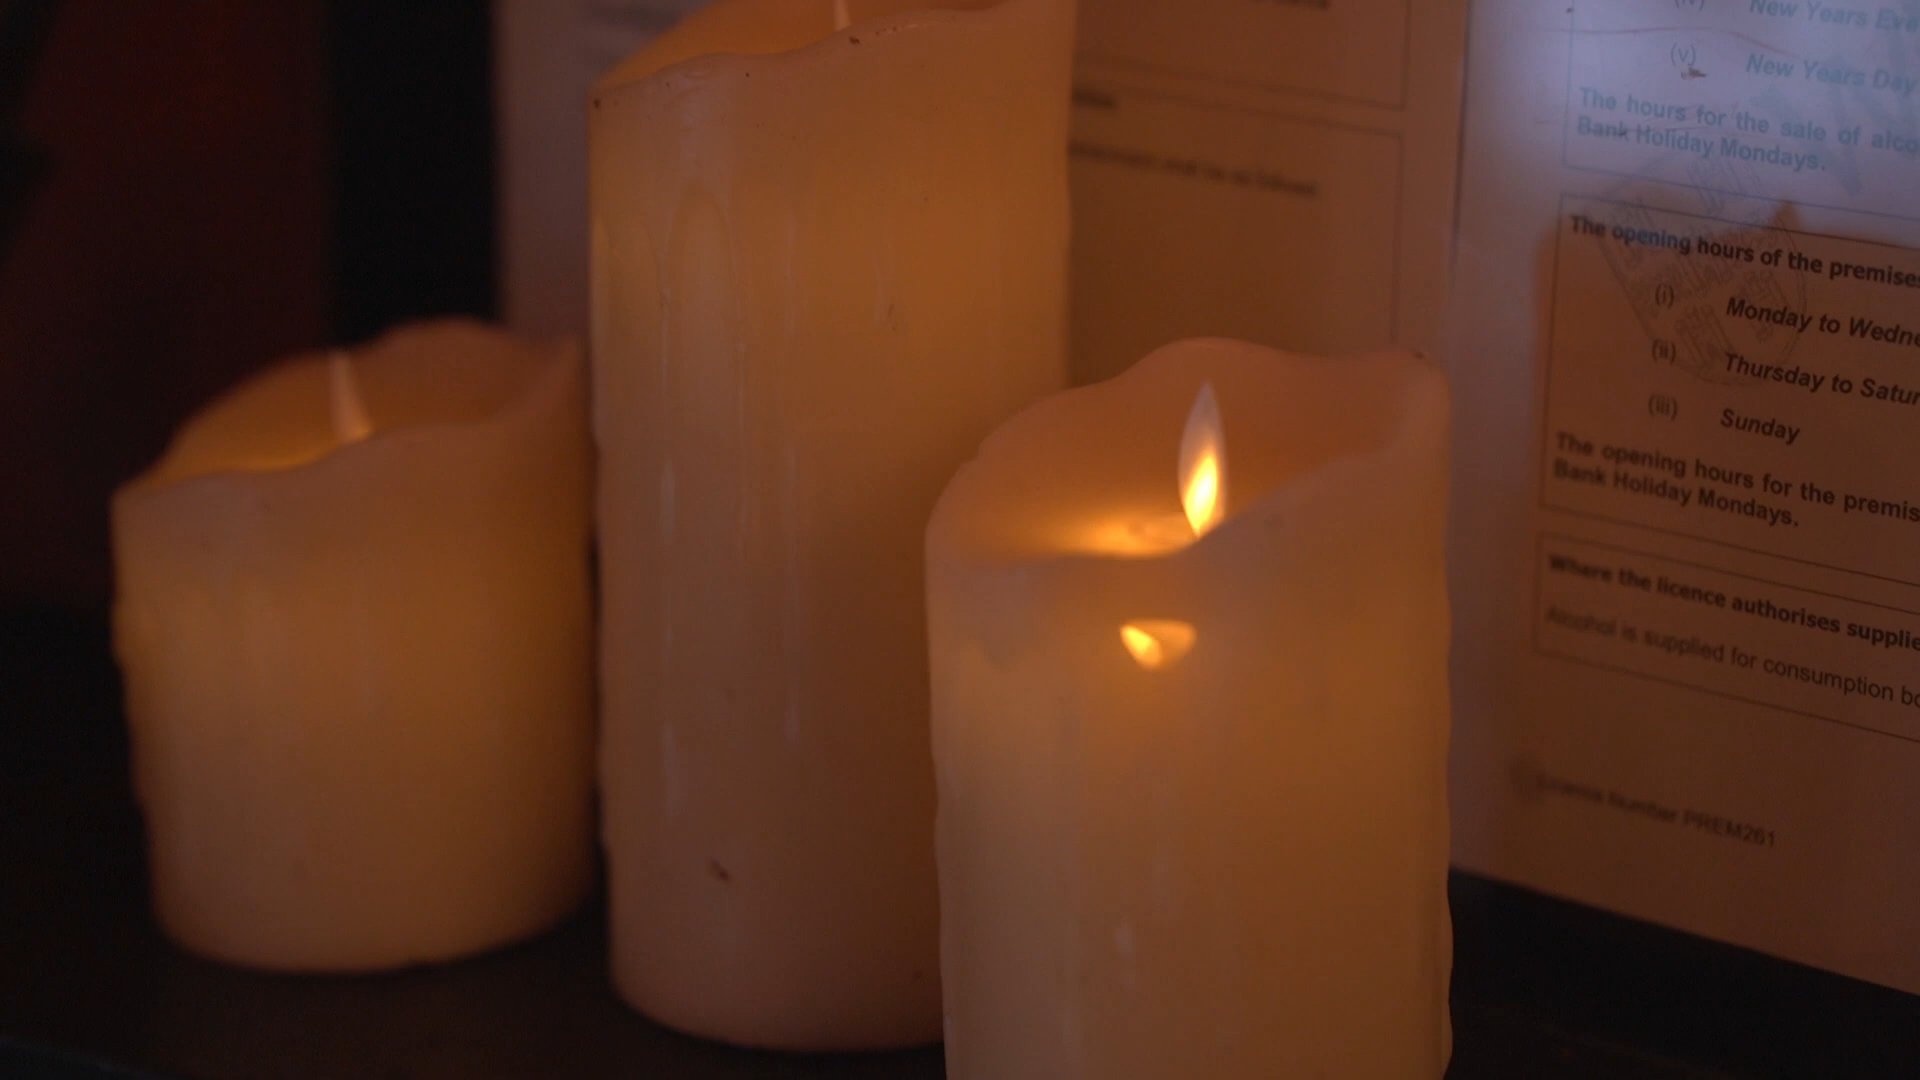 (iv) New Years Eve
(v) New Years Day
The hours for the sale of alco
Bank Holiday Mondays.
The opening hours of the premises
(i) Monday to Wedne
(ii) Thursday to Satur
(iii) Sunday
The opening hours for the premis
Bank Holiday Mondays.
Where the licence authorises supplie
Alcohol is supplied for consumption bo
Licence Number PREM261